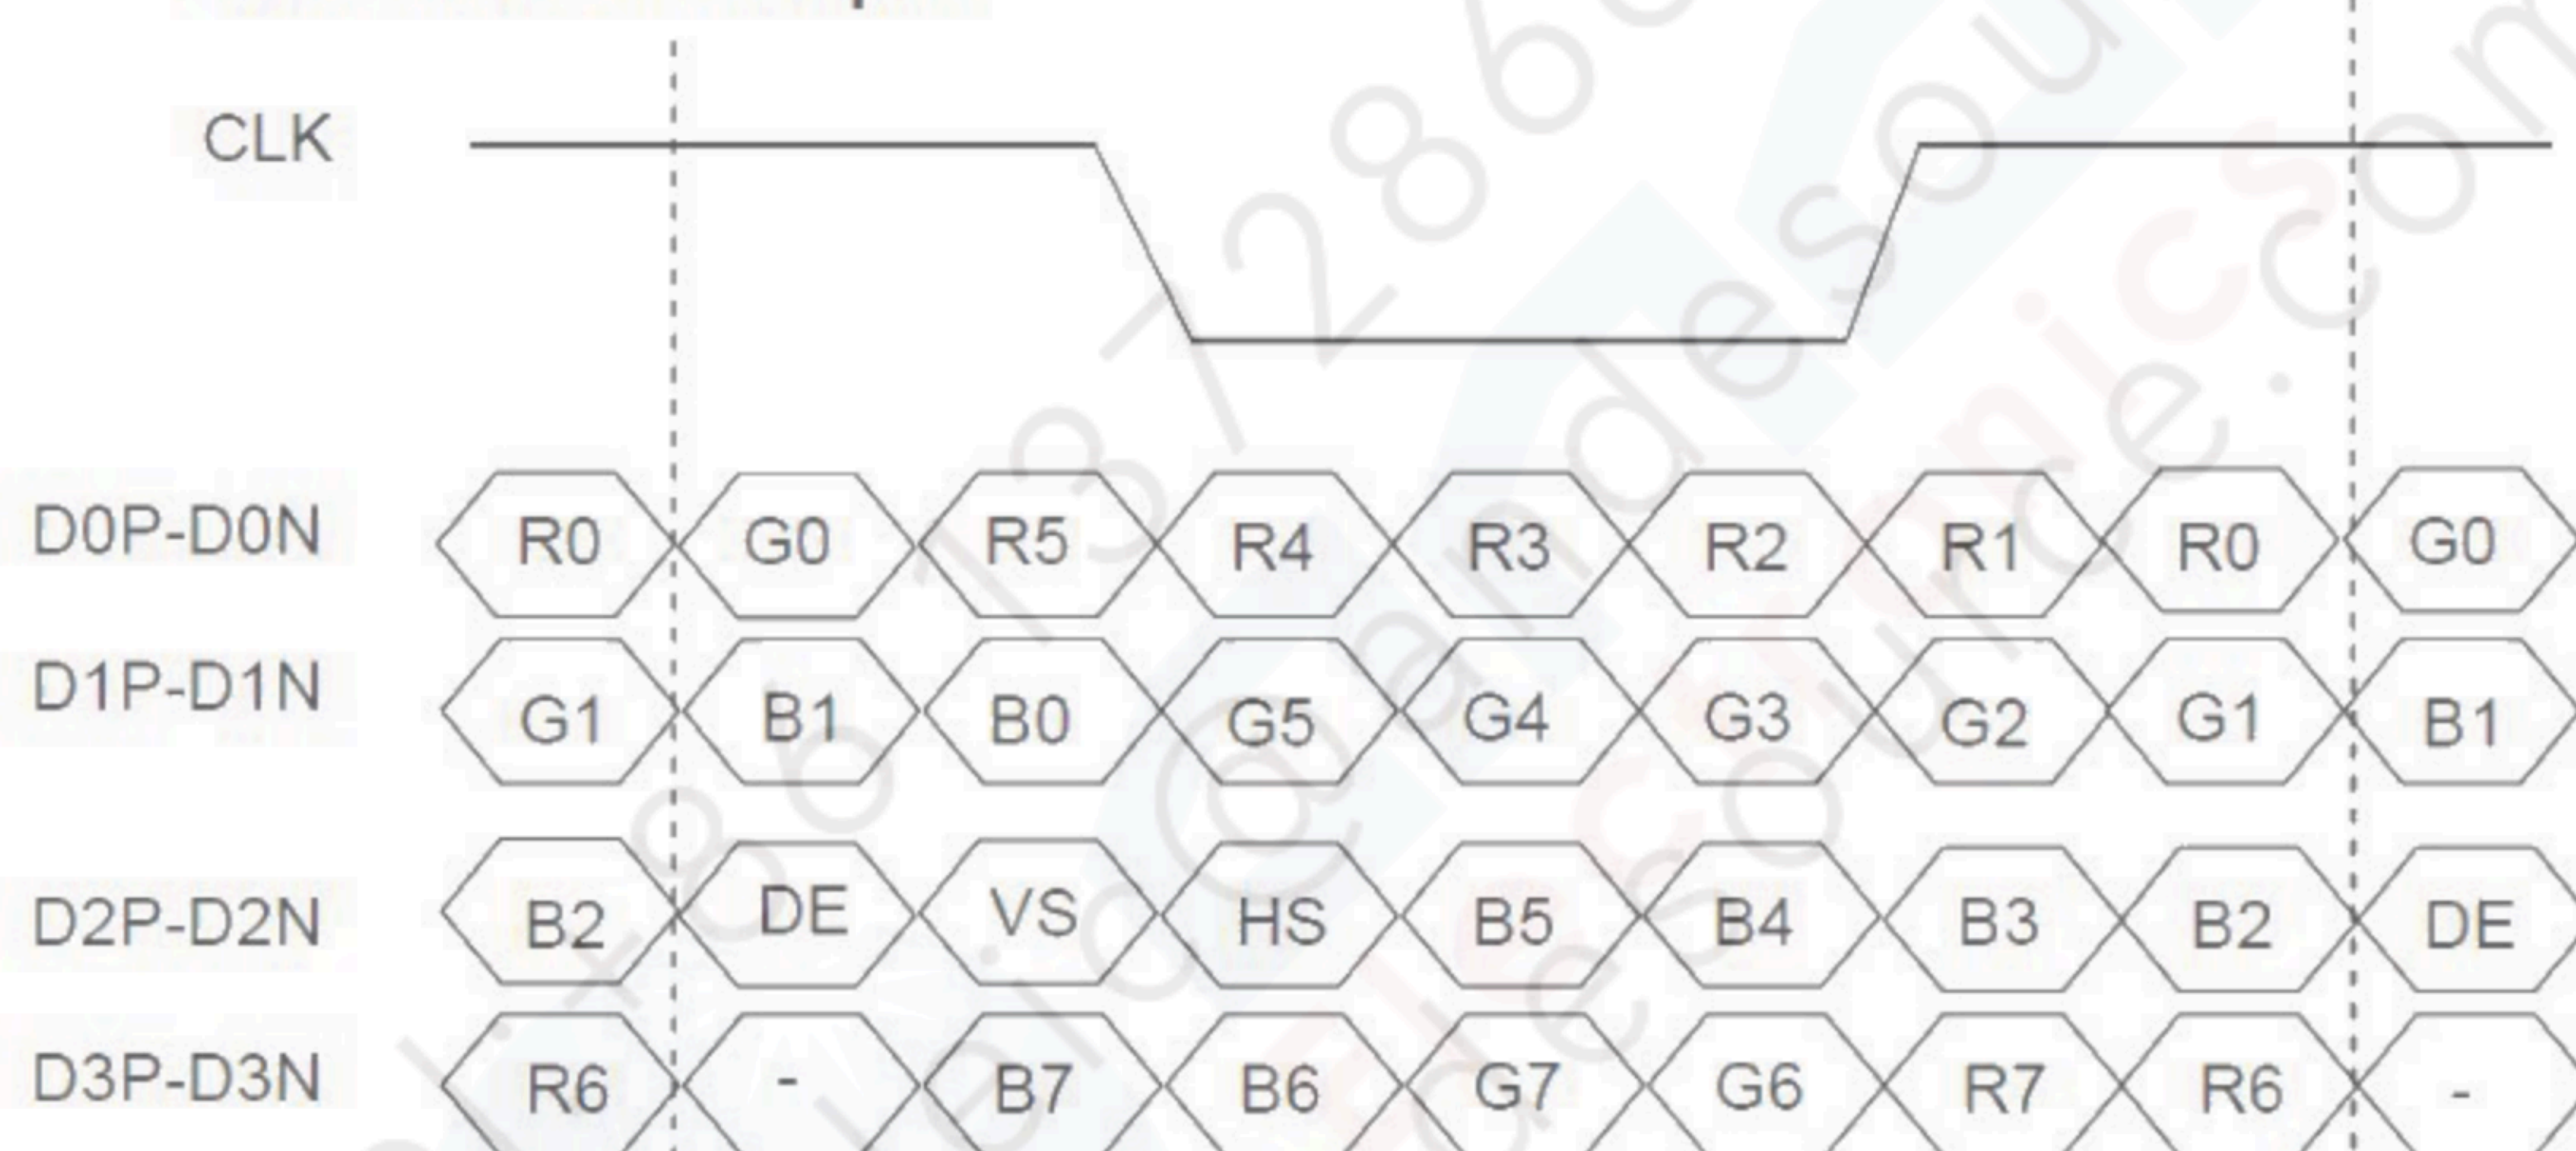 CLK
D0P-D0N R0 G0 R5 R4 R3 R2 R1 R0 G0
D1P-D1N G1 B1 B0 G5 G4 G3 G2 G1 B1
D2P-D2N B2 DE VS HS B5 B4 B3 B2 DE
D3P-D3N R6 - B7 B6 G7 G6 R7 R6 -